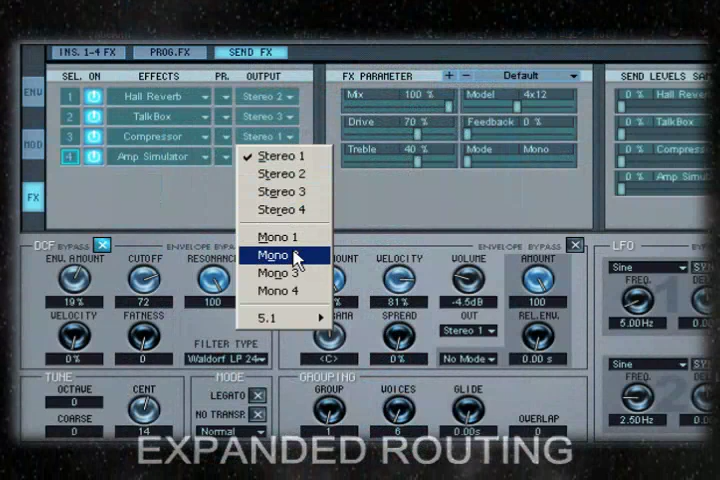 INS. 1-4 FX PROG.FX SEND FX
SEL. ON EFFECTS PR. OUTPUT
1 Hall Reverb Stereo 2
2 TalkBox Stereo 3
3 Compressor Stereo 1
4 Amp Simulator
ENV
MOD
FX
Stereo 1
Stereo 2
Stereo 3
Stereo 4
Mono 1
Mono
Mono 3
Mono 4
5.1
FX PARAMETER + − Default
Mix 100 % Model 4x12
Drive 70 % Feedback 0 %
Treble 40 % Mode Mono
SEND LEVELS
0 % Hall
0 % TalkBox
0 %
0 % Amp
DCF BYPASS ENVELOPE
ENV. AMOUNT CUTOFF
19% 72 100
VELOCITY FATNESS
0 % 0
FILTER TYPE
Waldorf LP 24
ENVELOPE BYPASS
VELOCITY VOLUME AMOUNT
81% -4.5dB 100
SPREAD OUT REL.ENV.
Stereo 1
<C> 0 % No Mode 0.00 s
LFO
Sine
FREQ.
5.00Hz
1
Sine
FREQ.
2.50Hz
2
TUNE
OCTAVE CENT
0
COARSE
0 14
MODE
LEGATO
NO TRANSP.
Normal
GROUPING
GROUP VOICES GLIDE
OVERLAP
1 6 0.00s 0
EXPANDED ROUTING